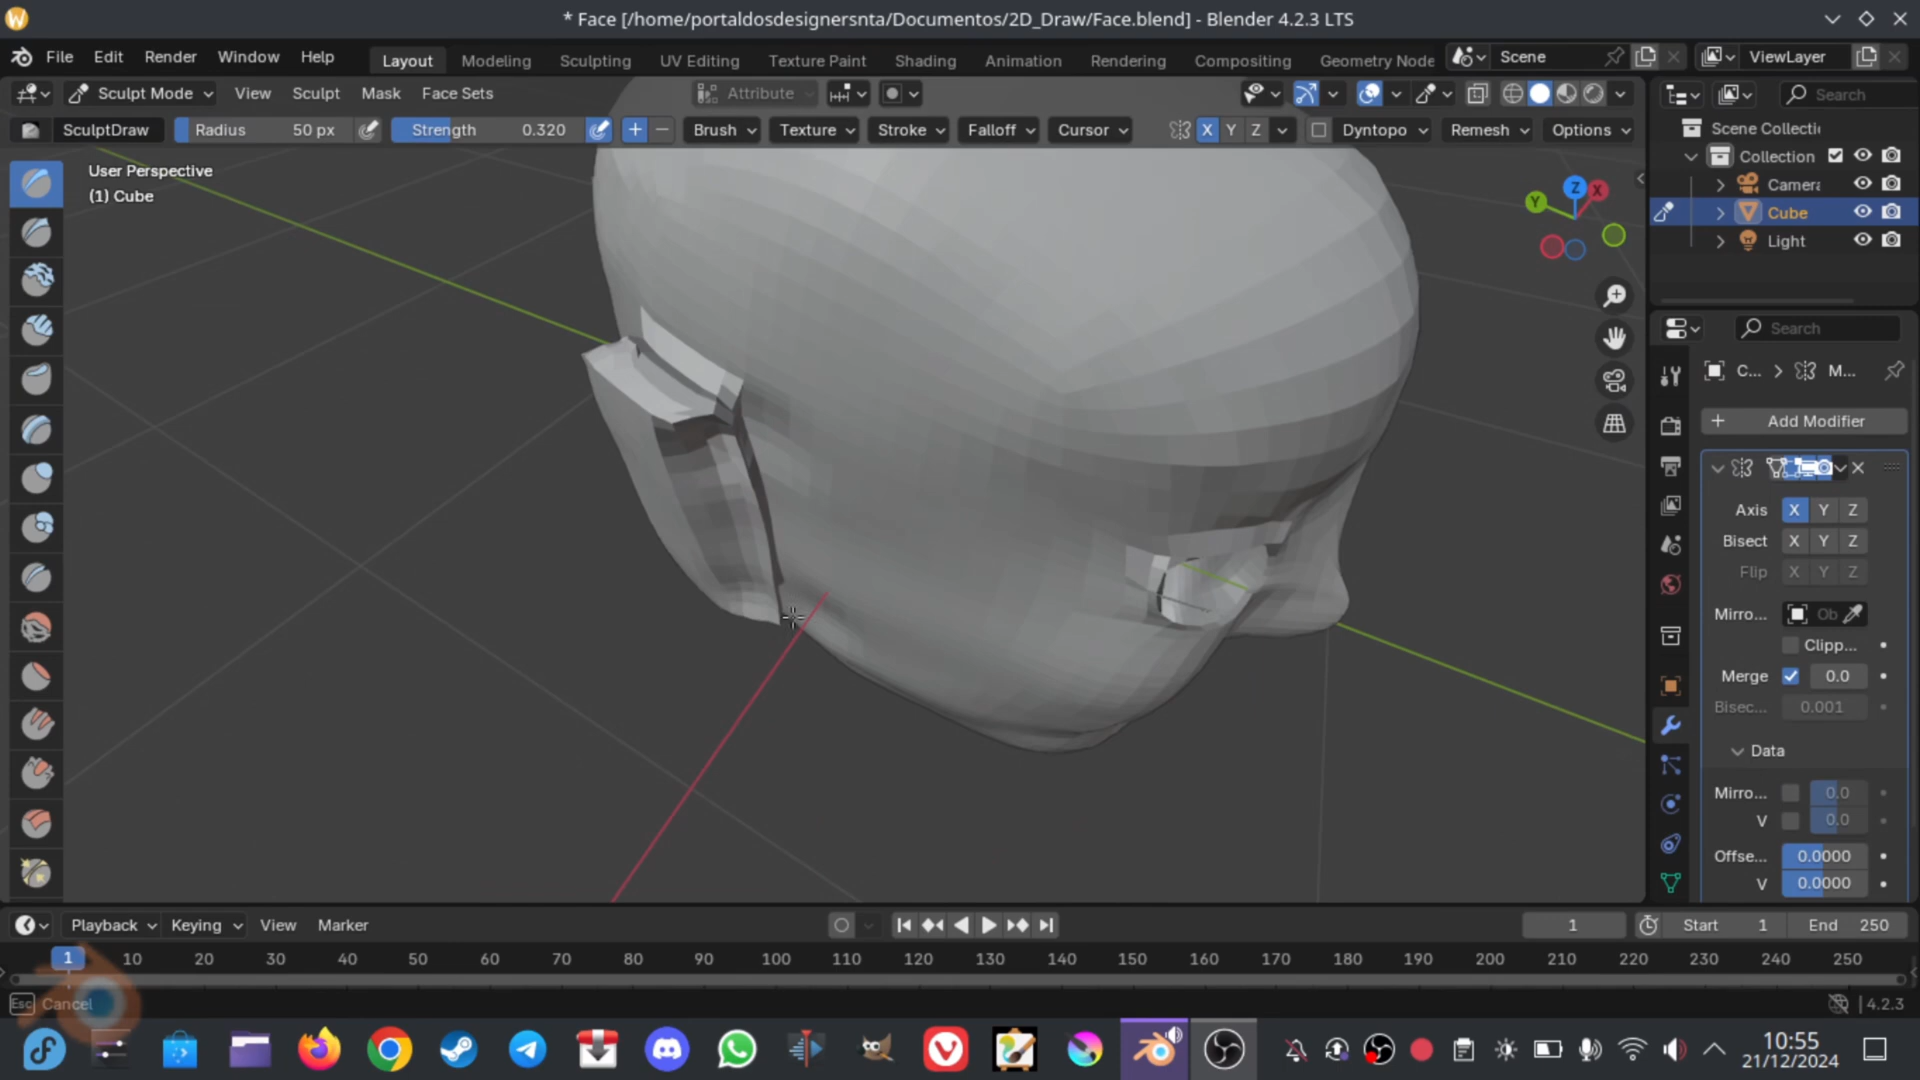 * Face [/home/portaldosdesignersnta/Documentos/2D_Draw/Face.blend] - Blender 4.2.3 LTS
File Edit Render Window Help Layout Modeling Sculpting UV Editing Texture Paint Shading Animation Rendering Compositing Geometry Node Scene ViewLayer
Sculpt Mode View Sculpt Mask Face Sets Attribute Search
SculptDraw Radius 50 px Strength 0.320 Brush Texture Stroke Falloff Cursor X Y Z Dyntopo Remesh Options
Scene Collecti
Collection
Camera
Cube
Light
User Perspective
(1) Cube
Z X Y
Search
C... > M...
+ Add Modifier
Axis X Y Z
Bisect X Y Z
Flip X Y Z
Mirro... Ob
Clipp...
Merge 0.0
Bisec... 0.001
Data
Mirro... 0.0
V 0.0
Offse... 0.0000
V 0.0000
Playback Keying View Marker 1 Start 1 End 250
1 10 20 30 40 50 60 70 80 90 100 110 120 130 140 150 160 170 180 190 200 210 220 230 240 250
Esc Cancel 4.2.3
10:55
21/12/2024